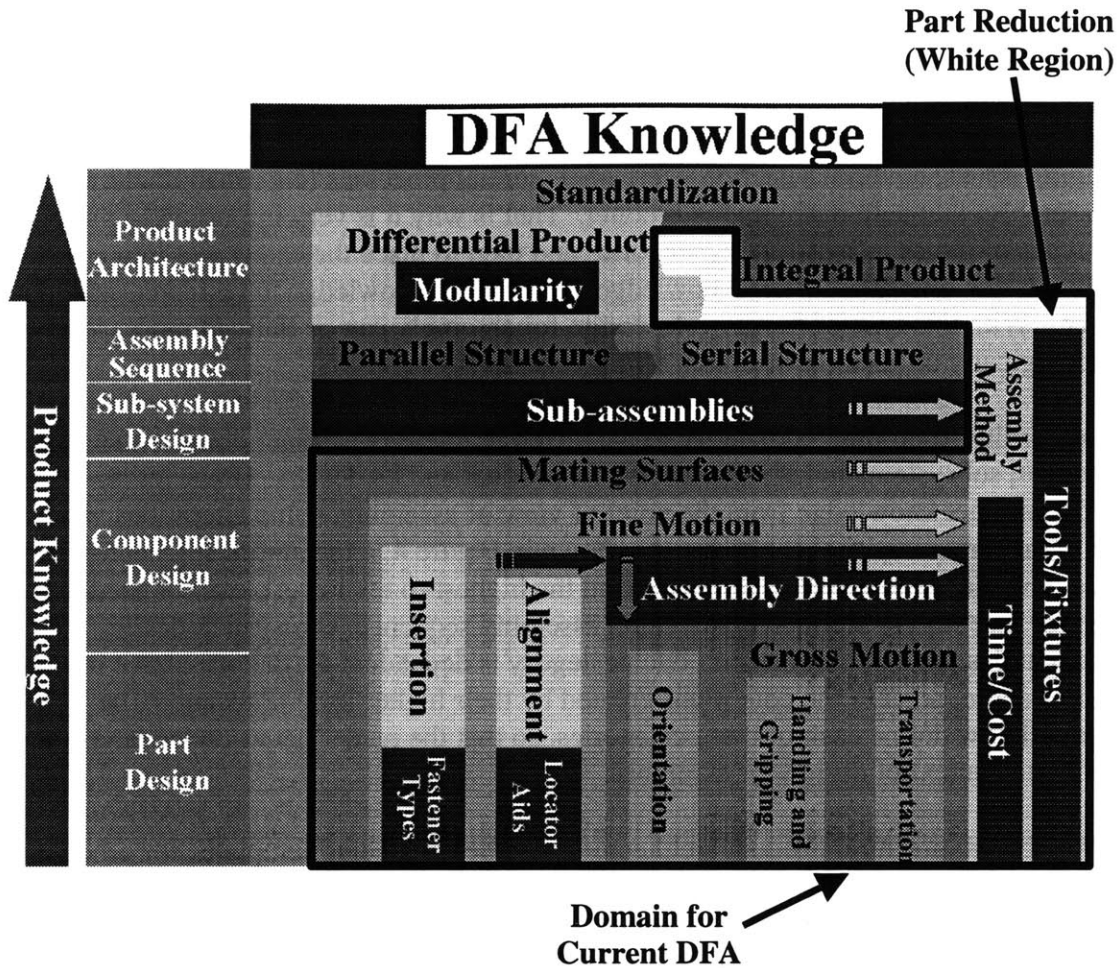 Part Reduction
(White Region)
DFA Knowledge
Standardization
Product
Architecture
Differential Product
Modularity
Integral Product
Assembly
Sequence
Parallel Structure
Serial Structure
Sub-system
Design
Sub-assemblies
Assembly
Method
Tools/Fixtures
Product Knowledge
Component
Design
Mating Surfaces
Fine Motion
Insertion
Alignment
Assembly Direction
Time/Cost
Gross Motion
Part
Design
Fastener
Types
Locator
Aids
Orientation
Handling and
Gripping
Transportation
Domain for
Current DFA